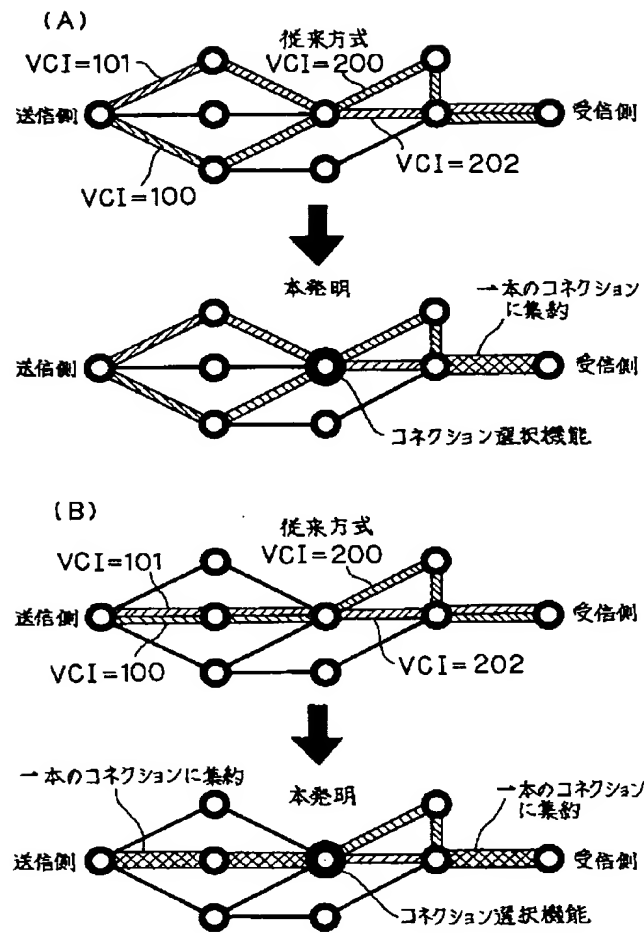 (A)
従来方式
VCI=101
VCI=200
送信側
受信側
VCI=100
VCI=202
本発明
一本のコネクション
に集約
送信側
受信側
コネクション選択機能
(B)
従来方式
VCI=101
VCI=200
送信側
受信側
VCI=100
VCI=202
一本のコネクションに集約
本発明
一本のコネクション
に集約
送信側
受信側
コネクション選択機能